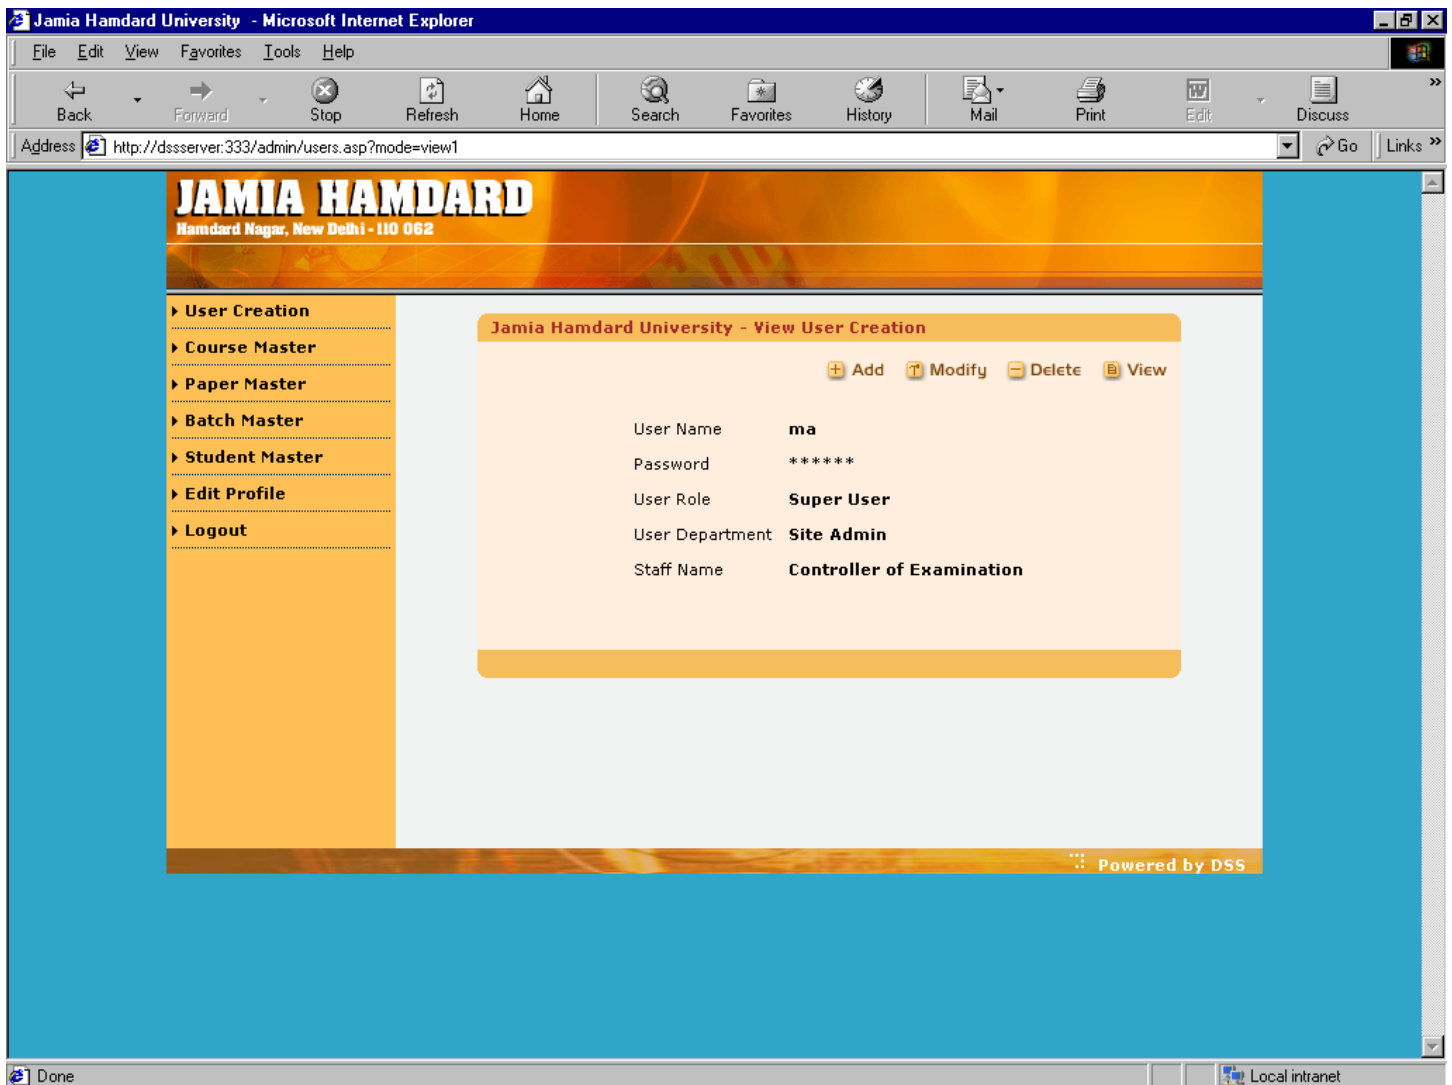 Jamia Hamdard University - Microsoft Internet Explorer
File Edit View Favorites Tools Help
Back Forward Stop Refresh Home Search Favorites History Mail Print Edit Discuss »
Address http://dssserver:333/admin/users.asp?mode=view1 Go Links »
JAMIA HAMDARD
Hamdard Nagar, New Delhi - 110 062
User Creation
Course Master
Paper Master
Batch Master
Student Master
Edit Profile
Logout
Jamia Hamdard University - View User Creation
Add Modify Delete View
User Name ma
Password ******
User Role Super User
User Department Site Admin
Staff Name Controller of Examination
Powered by DSS
Done Local intranet